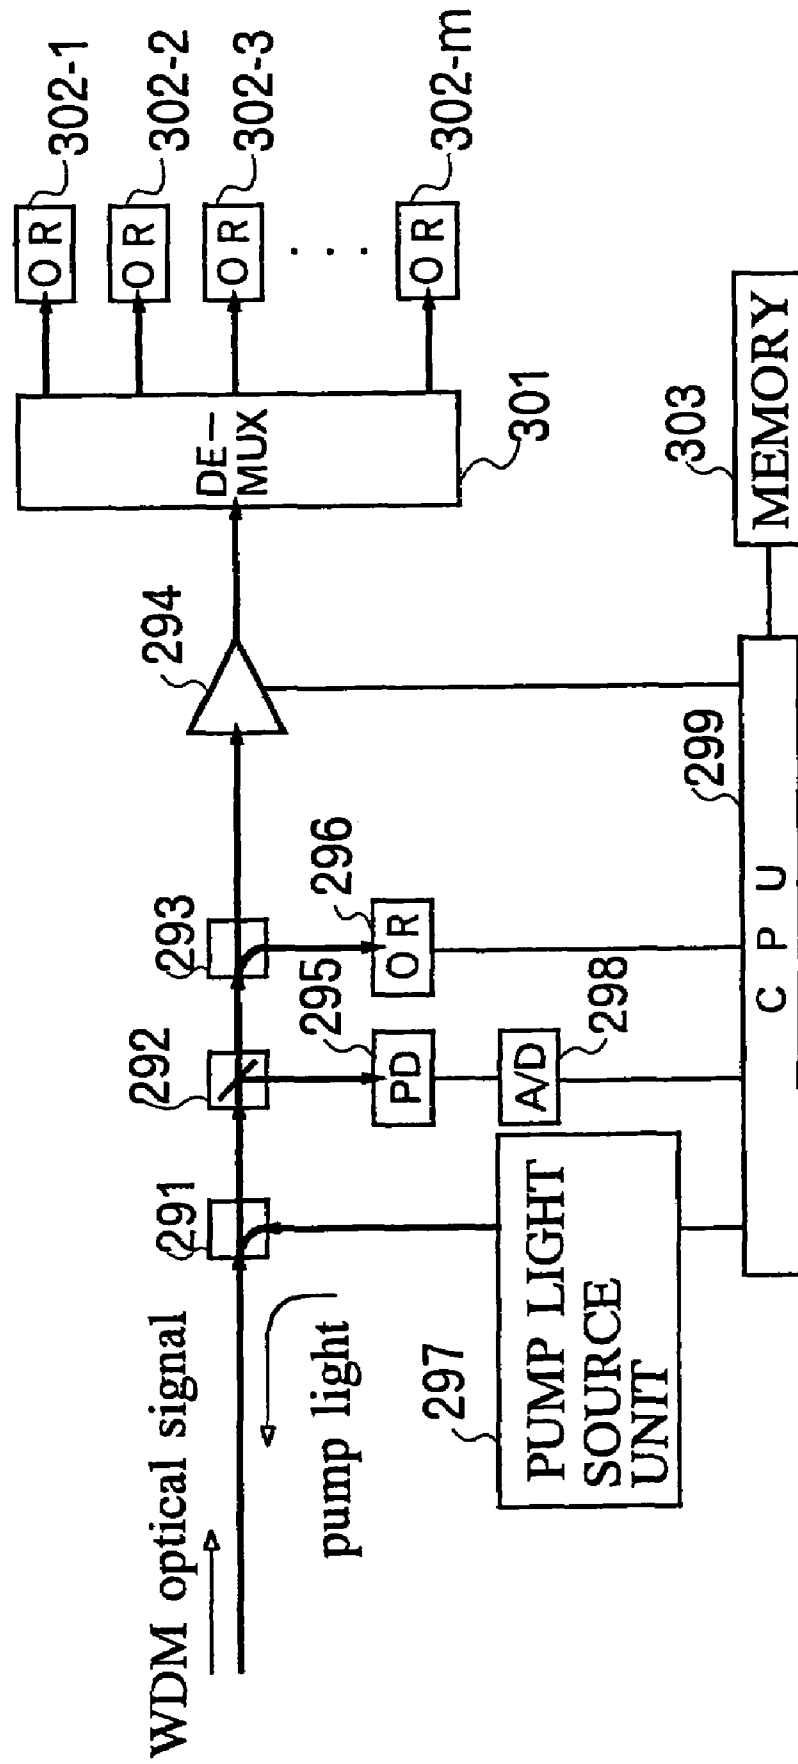 WDM optical signal
pump light
291
292
293
294
DE-
MUX
301
OR
302-1
OR
302-2
OR
302-3
. . .
OR
302-m
295
PD
296
OR
A/D
298
297
PUMP LIGHT
SOURCE
UNIT
299
C P U
303
MEMORY